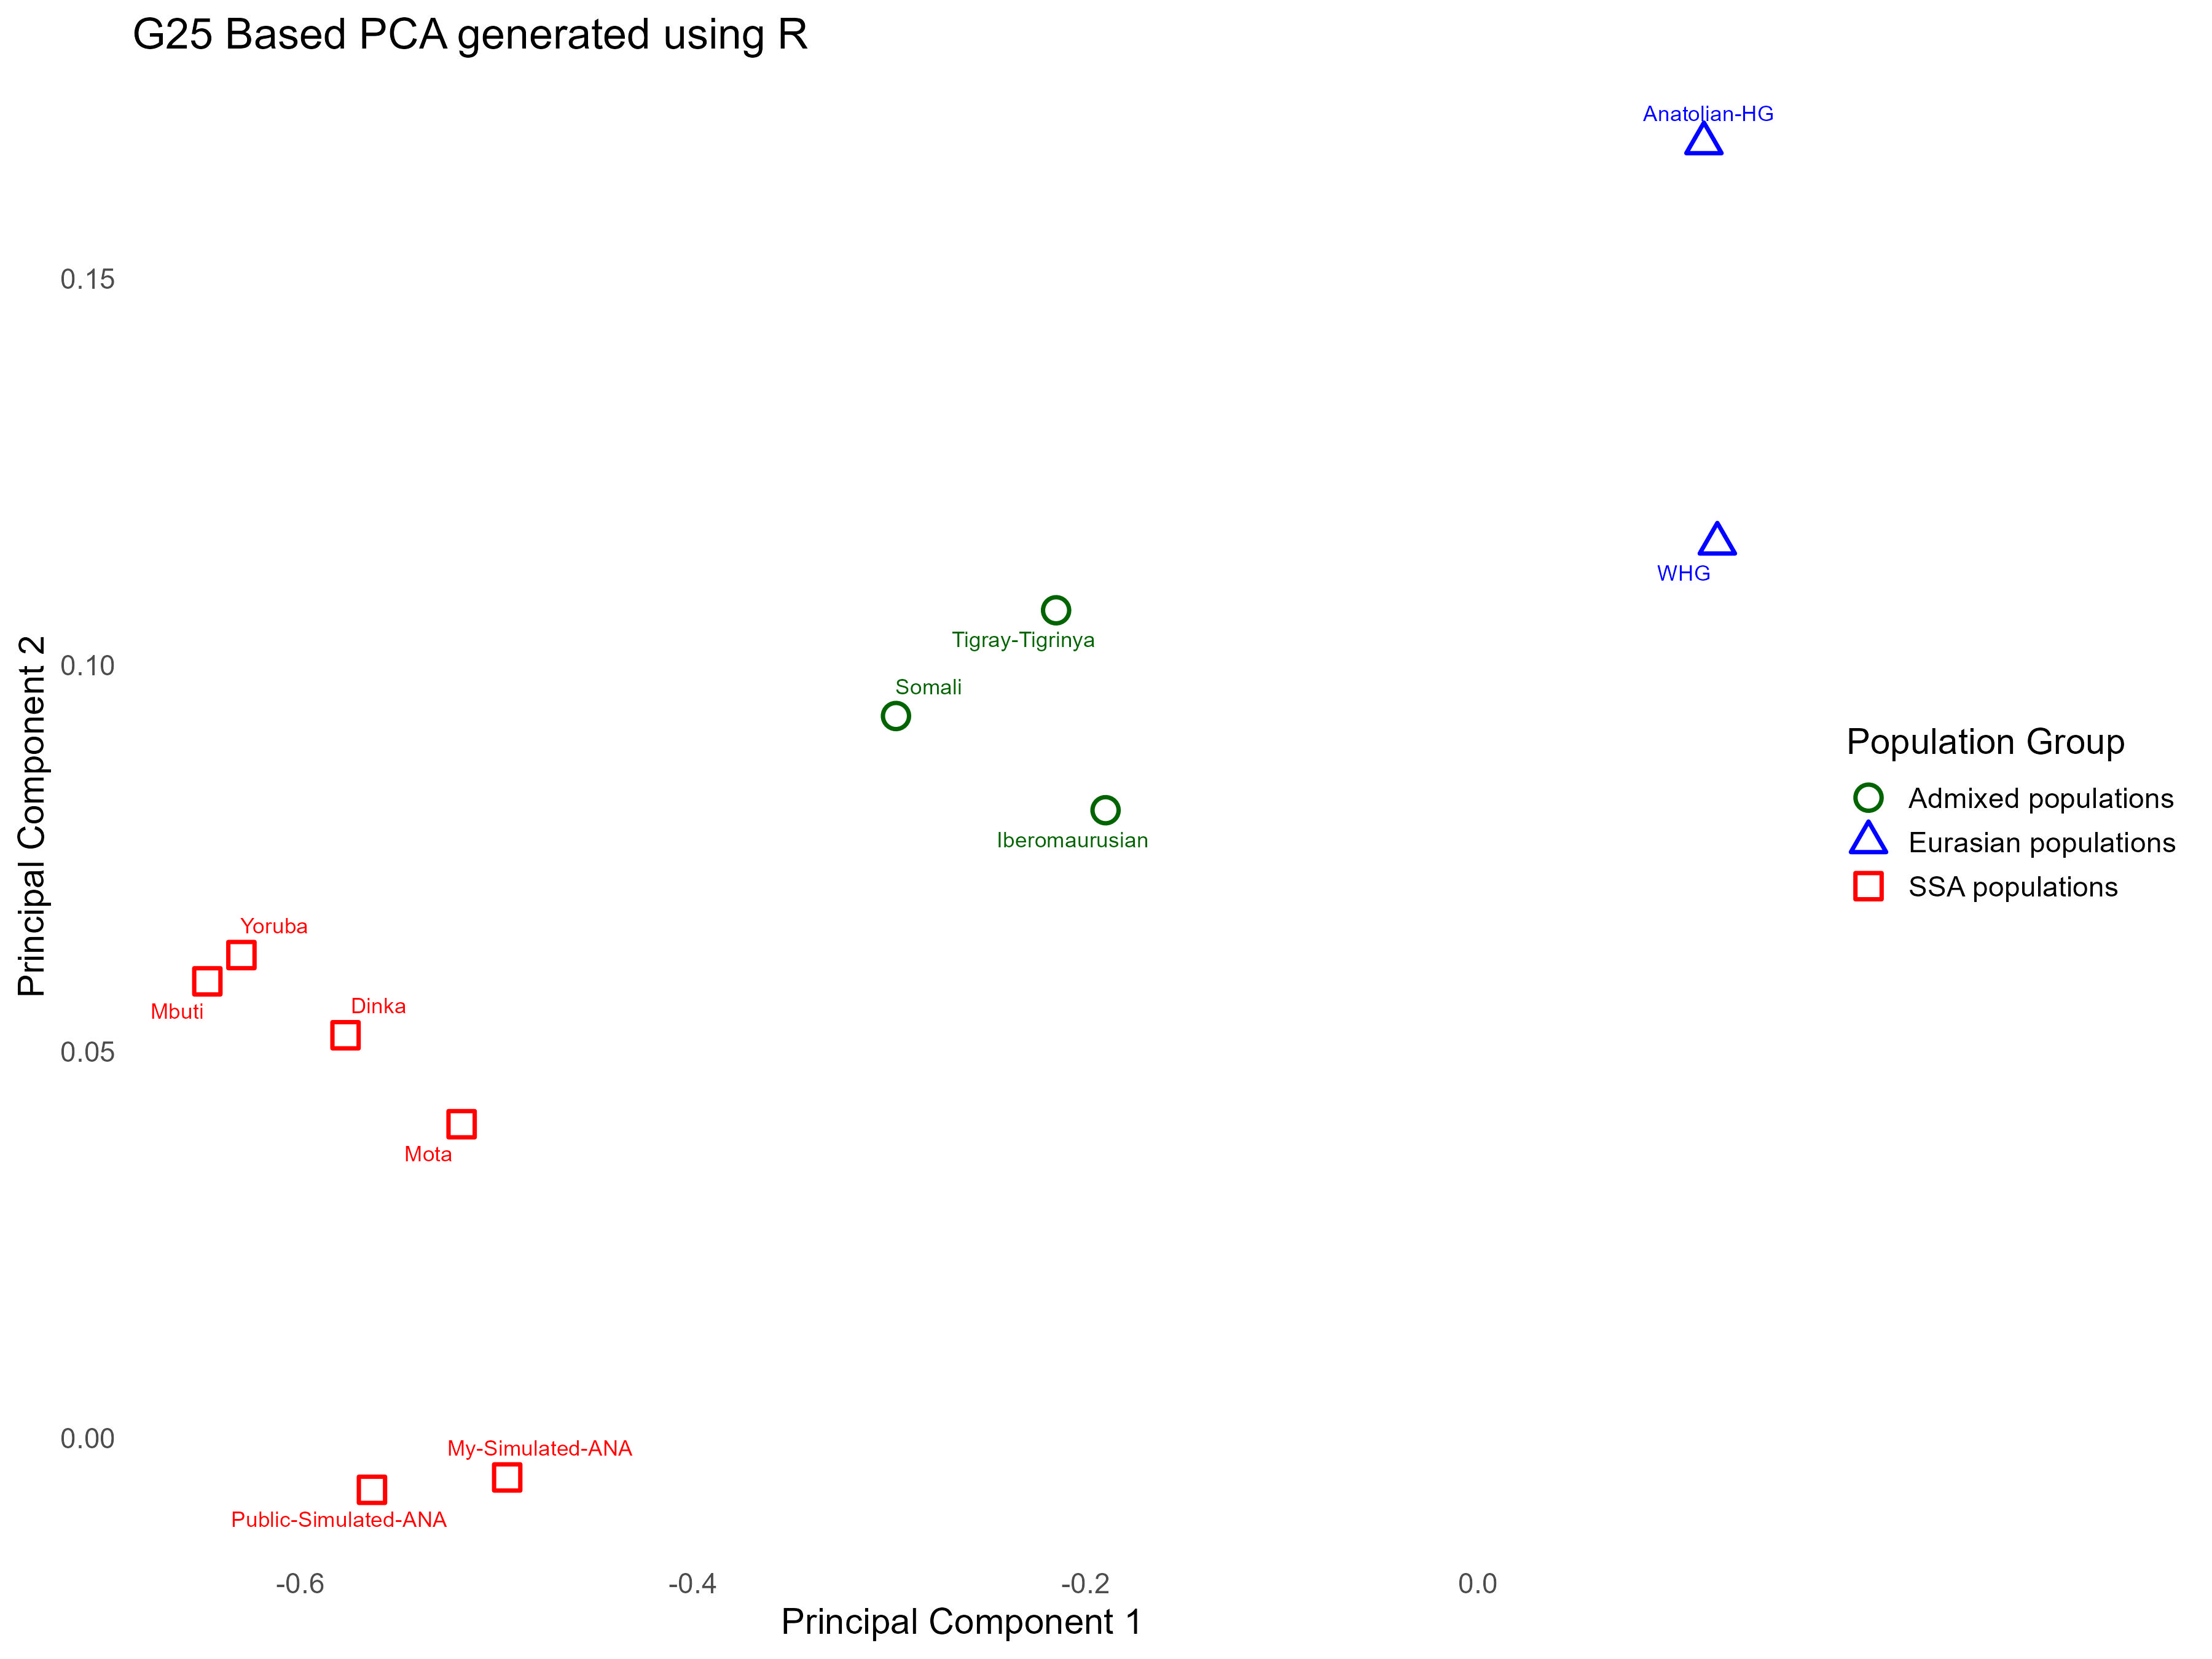 G25 Based PCA generated using R
Anatolian-HG
0.15
WHG
Tigray-Tigrinya
0.10
Somali
Iberomaurusian
Population Group
Admixed populations
Eurasian populations
SSA populations
Principal Component 2
Yoruba
Mbuti
Dinka
0.05
Mota
0.00
My-Simulated-ANA
Public-Simulated-ANA
-0.6
-0.4
-0.2
0.0
Principal Component 1